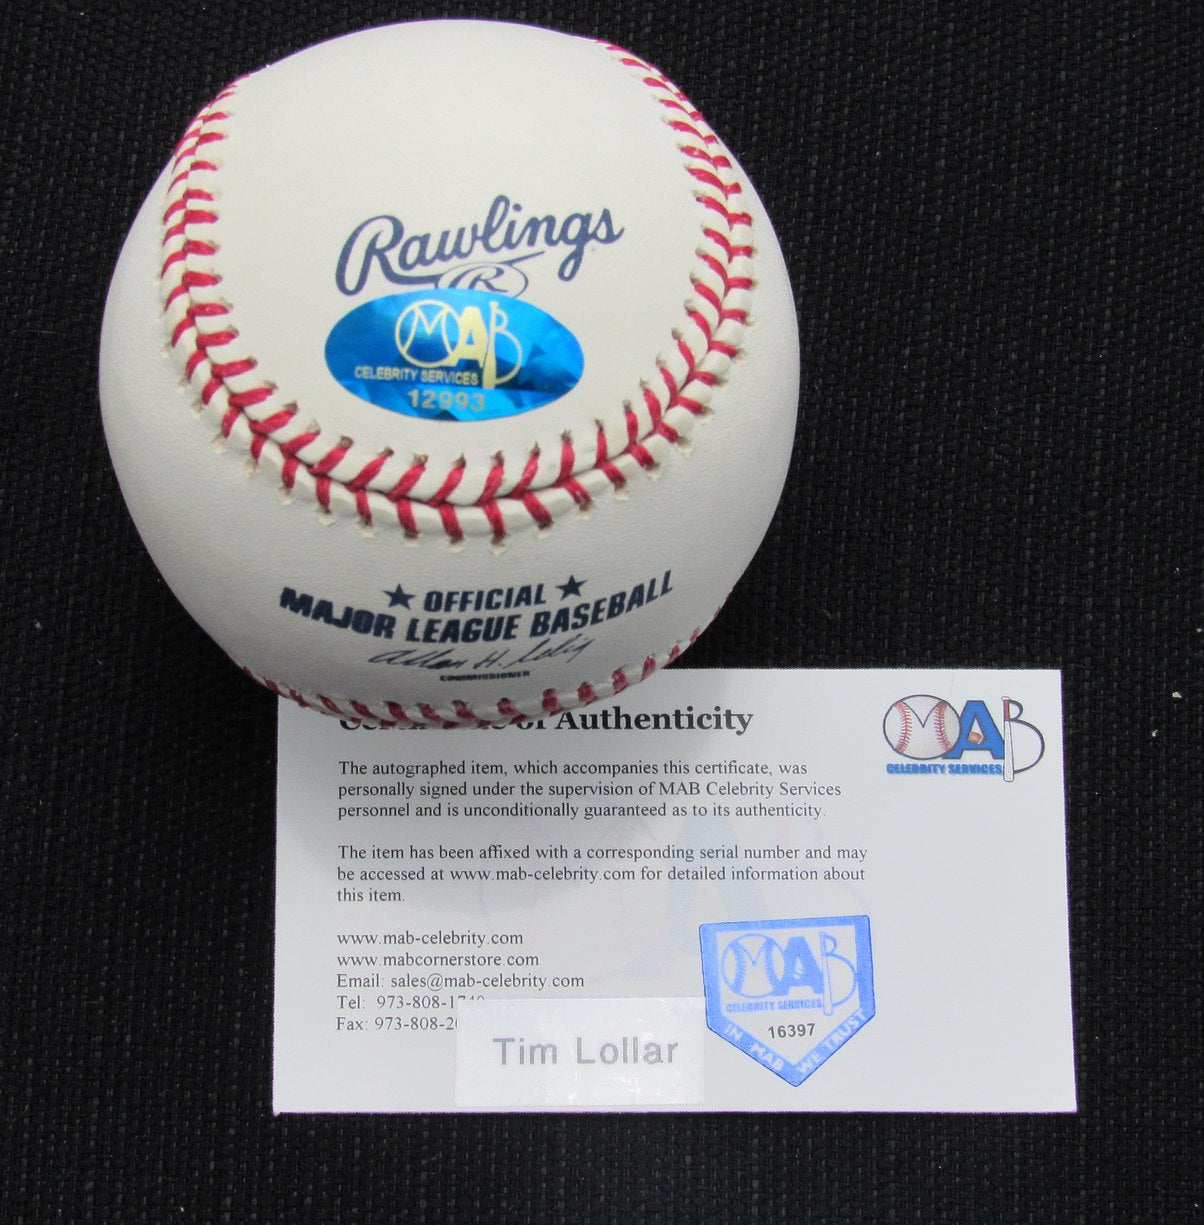 Rawlings
®
MAB
CELEBRITY SERVICES
12993
★ OFFICIAL ★
MAJOR LEAGUE BASEBALL
Allan H. Selig
COMMISSIONER
of Authenticity
MAB
CELEBRITY SERVICES
The autographed item, which accompanies this certificate, was
personally signed under the supervision of MAB Celebrity Services
personnel and is unconditionally guaranteed as to its authenticity.
The item has been affixed with a corresponding serial number and may
be accessed at www.mab-celebrity.com for detailed information about
this item.
www.mab-celebrity.com
www.mabcornerstore.com
Email: sales@mab-celebrity.com
Tel: 973-808-
Fax: 973-808-
Tim Lollar
MAB
CELEBRITY SERVICES
16397
IN MAB WE TRUST